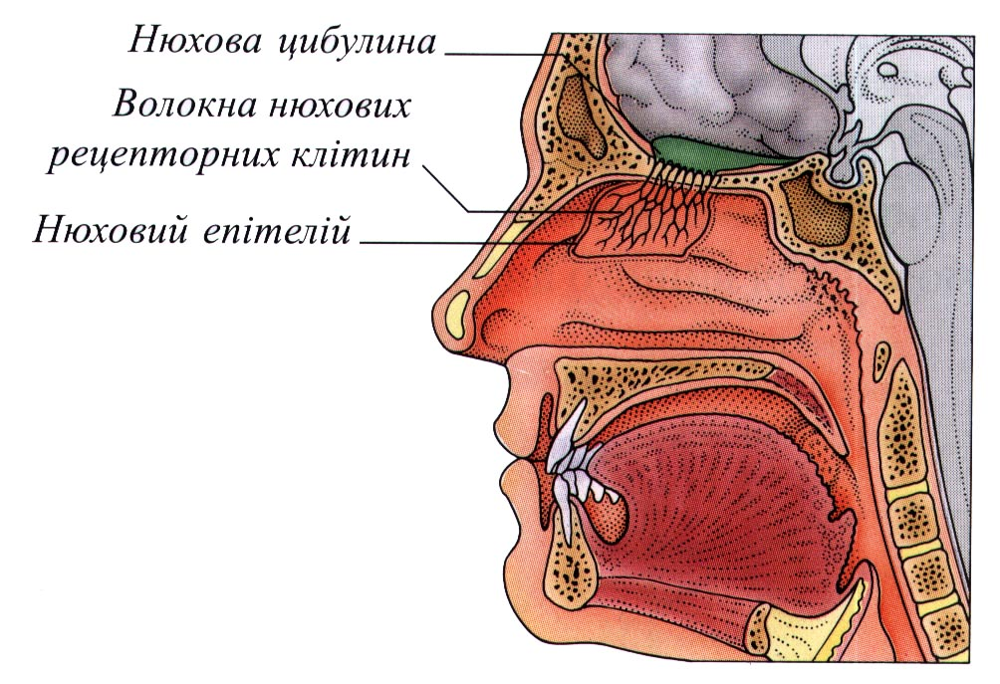 Нюхова цибулина
Волокна нюхових
рецепторних клітин
Нюховий епітелій